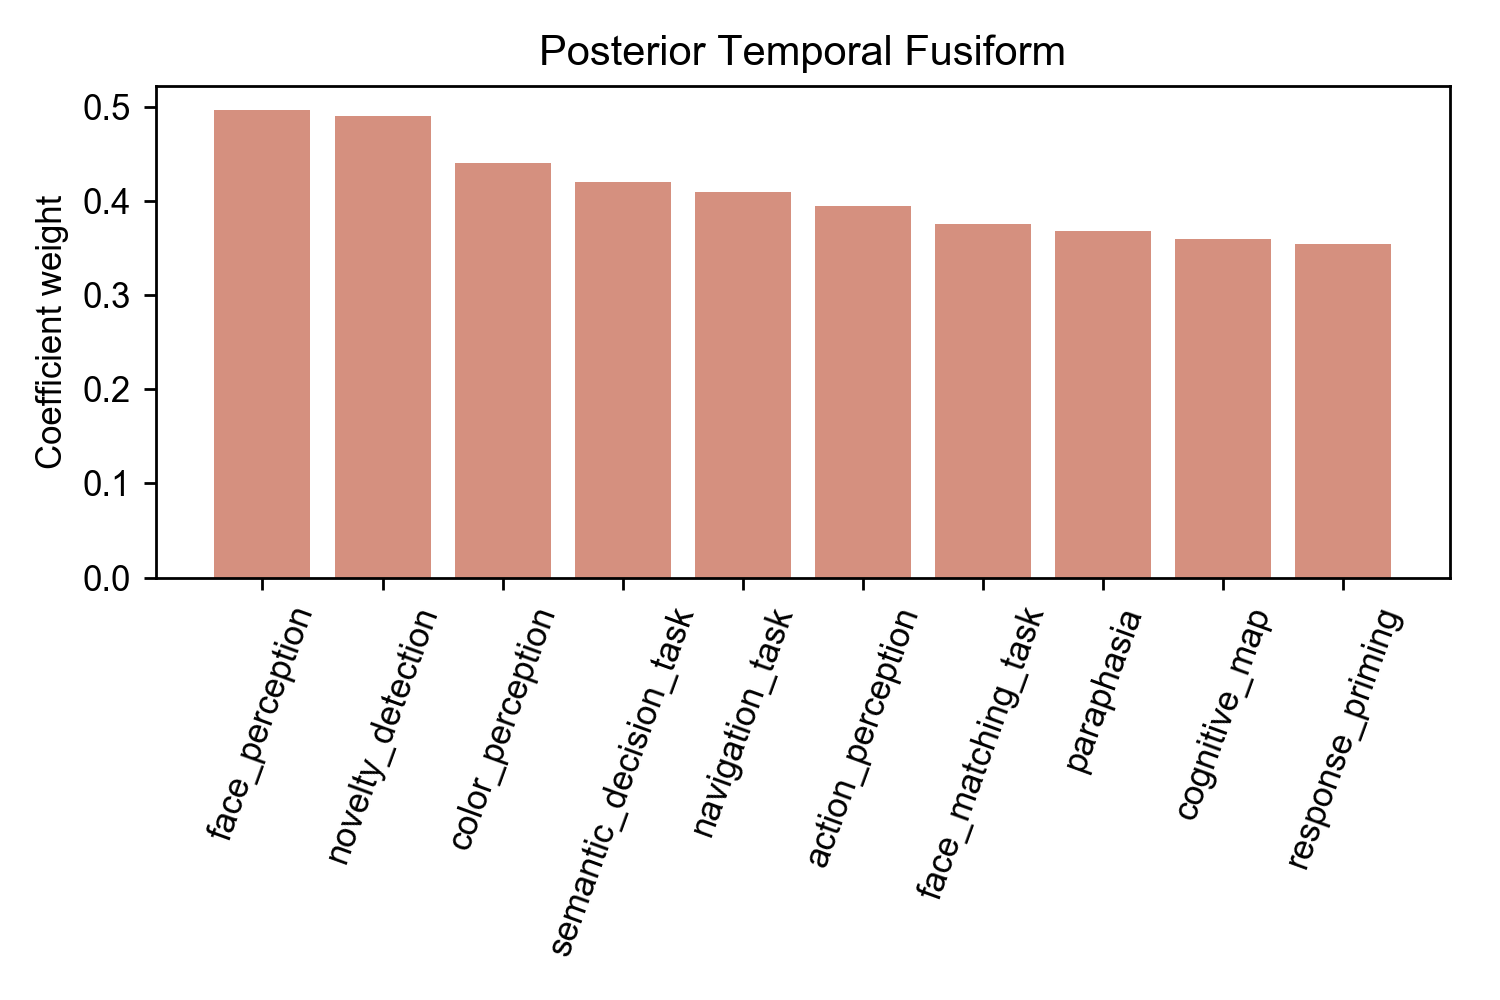 Posterior Temporal Fusiform
Coefficient weight
0.5
0.4
0.3
0.2
0.1
0.0
face_perception
novelty_detection
color_perception
semantic_decision_task
navigation_task
action_perception
face_matching_task
paraphasia
cognitive_map
response_priming